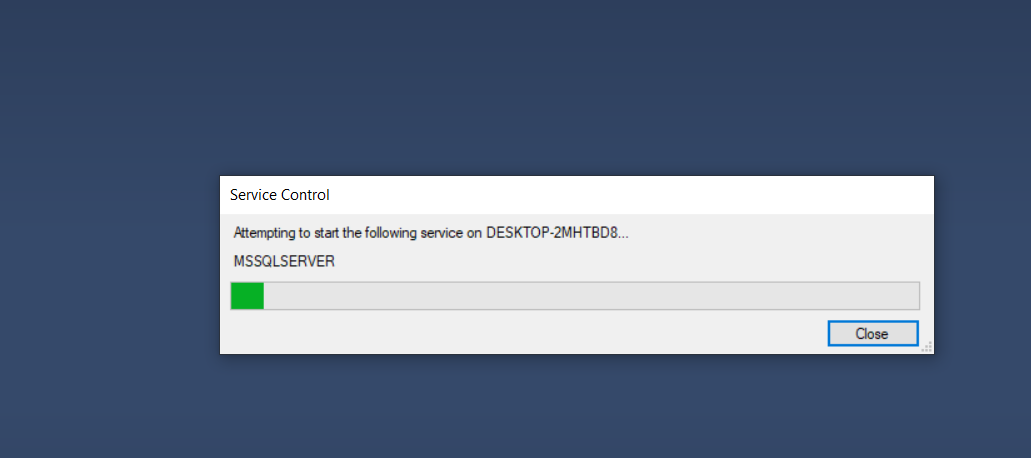 Service Control
Attempting to start the following service on DESKTOP-2MHTBD8...
MSSQLSERVER
Close